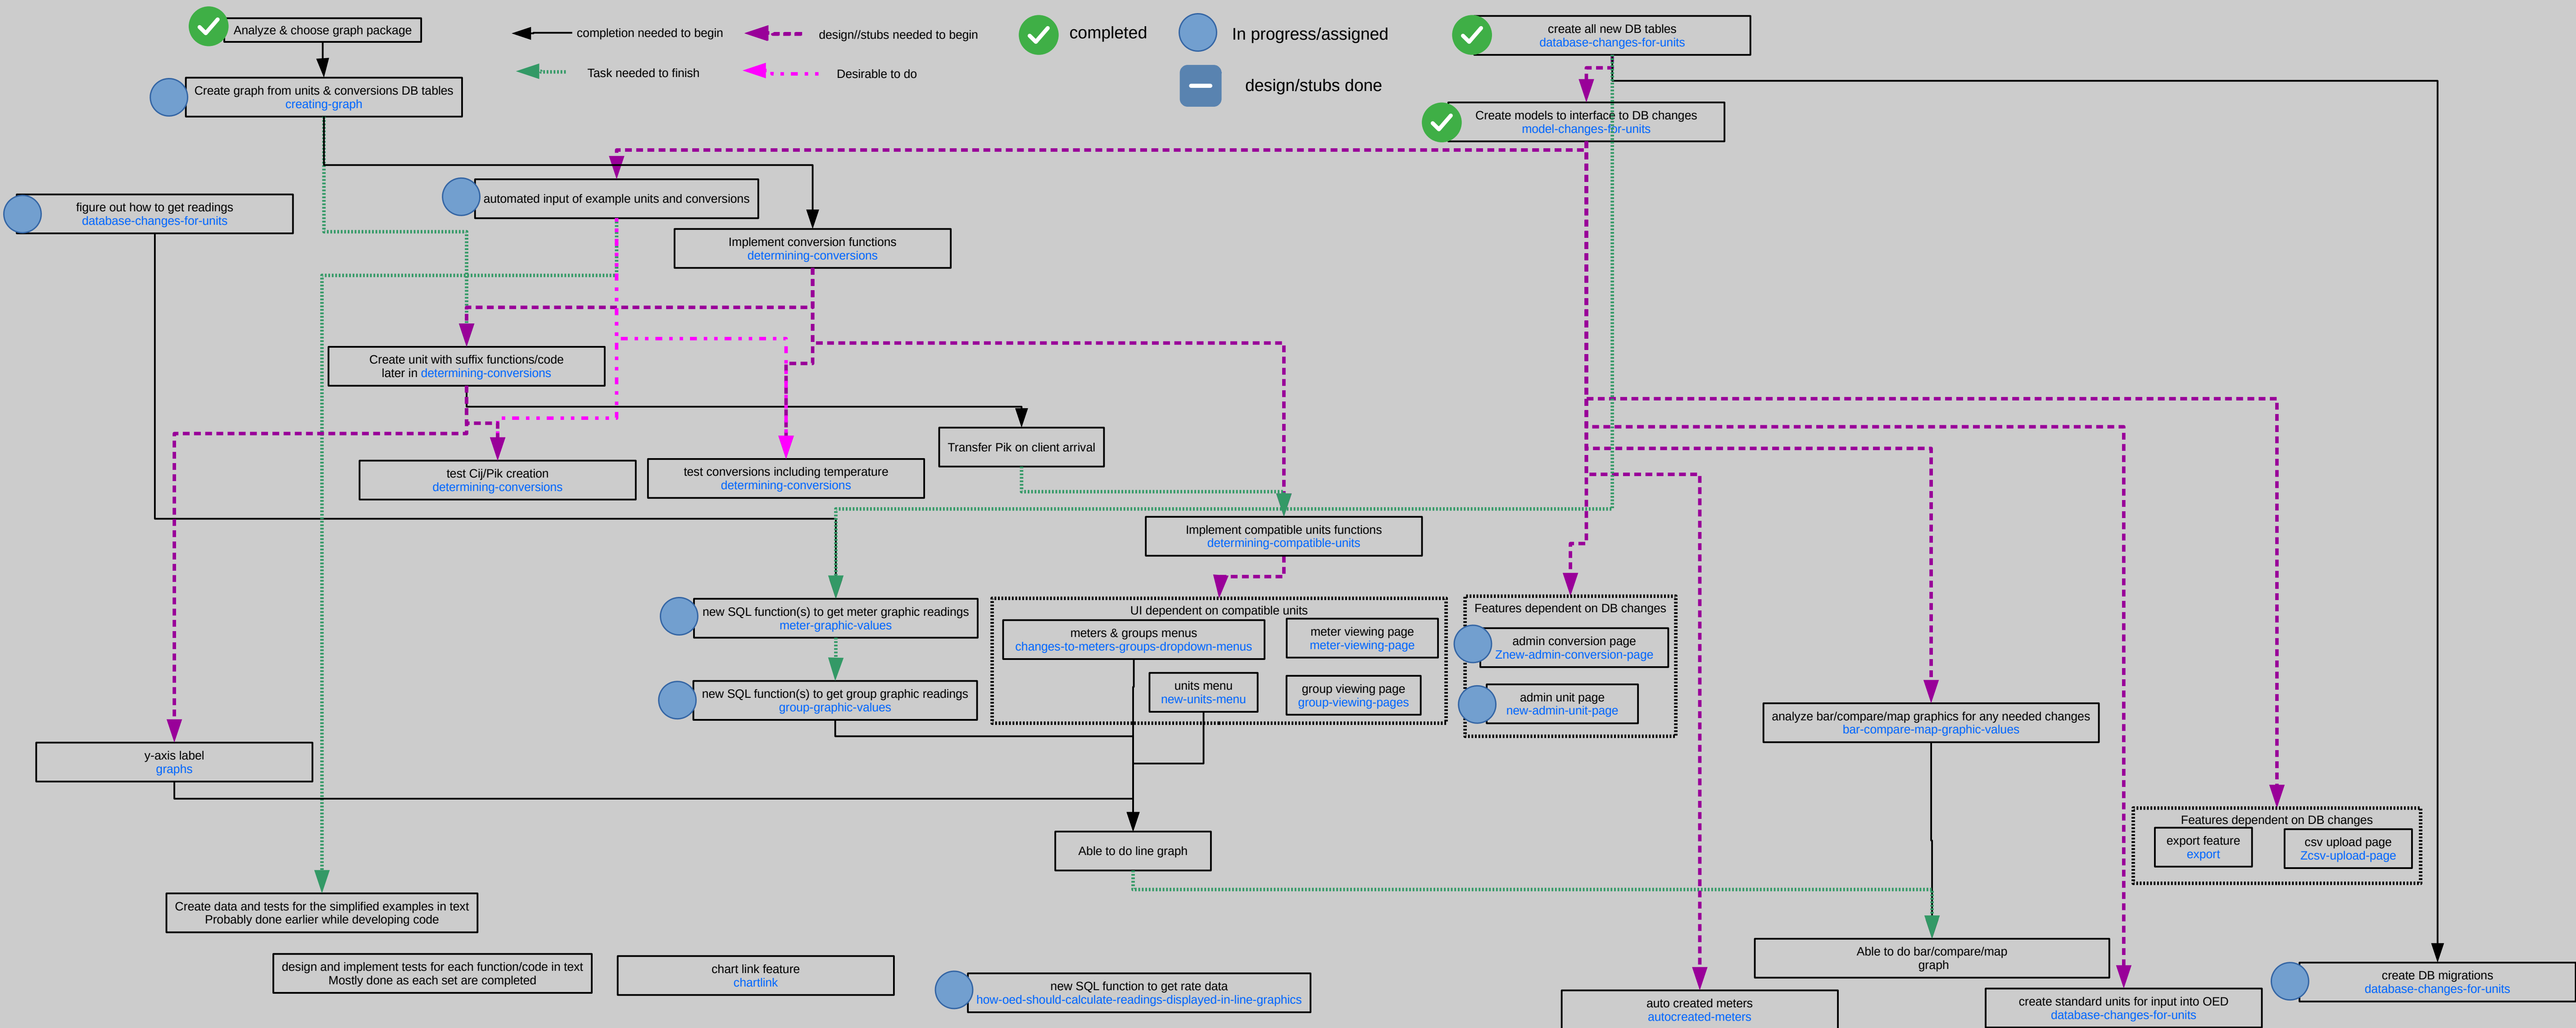 Analyze & choose graph package
completion needed to begin
design//stubs needed to begin
completed
In progress/assigned
create all new DB tables
database-changes-for-units
Task needed to finish
Desirable to do
design/stubs done
Create graph from units & conversions DB tables
creating-graph
Create models to interface to DB changes
model-changes-for-units
figure out how to get readings
database-changes-for-units
automated input of example units and conversions
Implement conversion functions
determining-conversions
Create unit with suffix functions/code
later in determining-conversions
Transfer Pik on client arrival
test Cij/Pik creation
determining-conversions
test conversions including temperature
determining-conversions
Implement compatible units functions
determining-compatible-units
new SQL function(s) to get meter graphic readings
meter-graphic-values
UI dependent on compatible units
meters & groups menus
changes-to-meters-groups-dropdown-menus
meter viewing page
meter-viewing-page
units menu
new-units-menu
group viewing page
group-viewing-pages
Features dependent on DB changes
admin conversion page
Znew-admin-conversion-page
admin unit page
new-admin-unit-page
new SQL function(s) to get group graphic readings
group-graphic-values
analyze bar/compare/map graphics for any needed changes
bar-compare-map-graphic-values
y-axis label
graphs
Able to do line graph
Features dependent on DB changes
export feature
export
csv upload page
Zcsv-upload-page
Create data and tests for the simplified examples in text
Probably done earlier while developing code
design and implement tests for each function/code in text
Mostly done as each set are completed
chart link feature
chartlink
new SQL function to get rate data
how-oed-should-calculate-readings-displayed-in-line-graphics
Able to do bar/compare/map
graph
auto created meters
autocreated-meters
create standard units for input into OED
database-changes-for-units
create DB migrations
database-changes-for-units